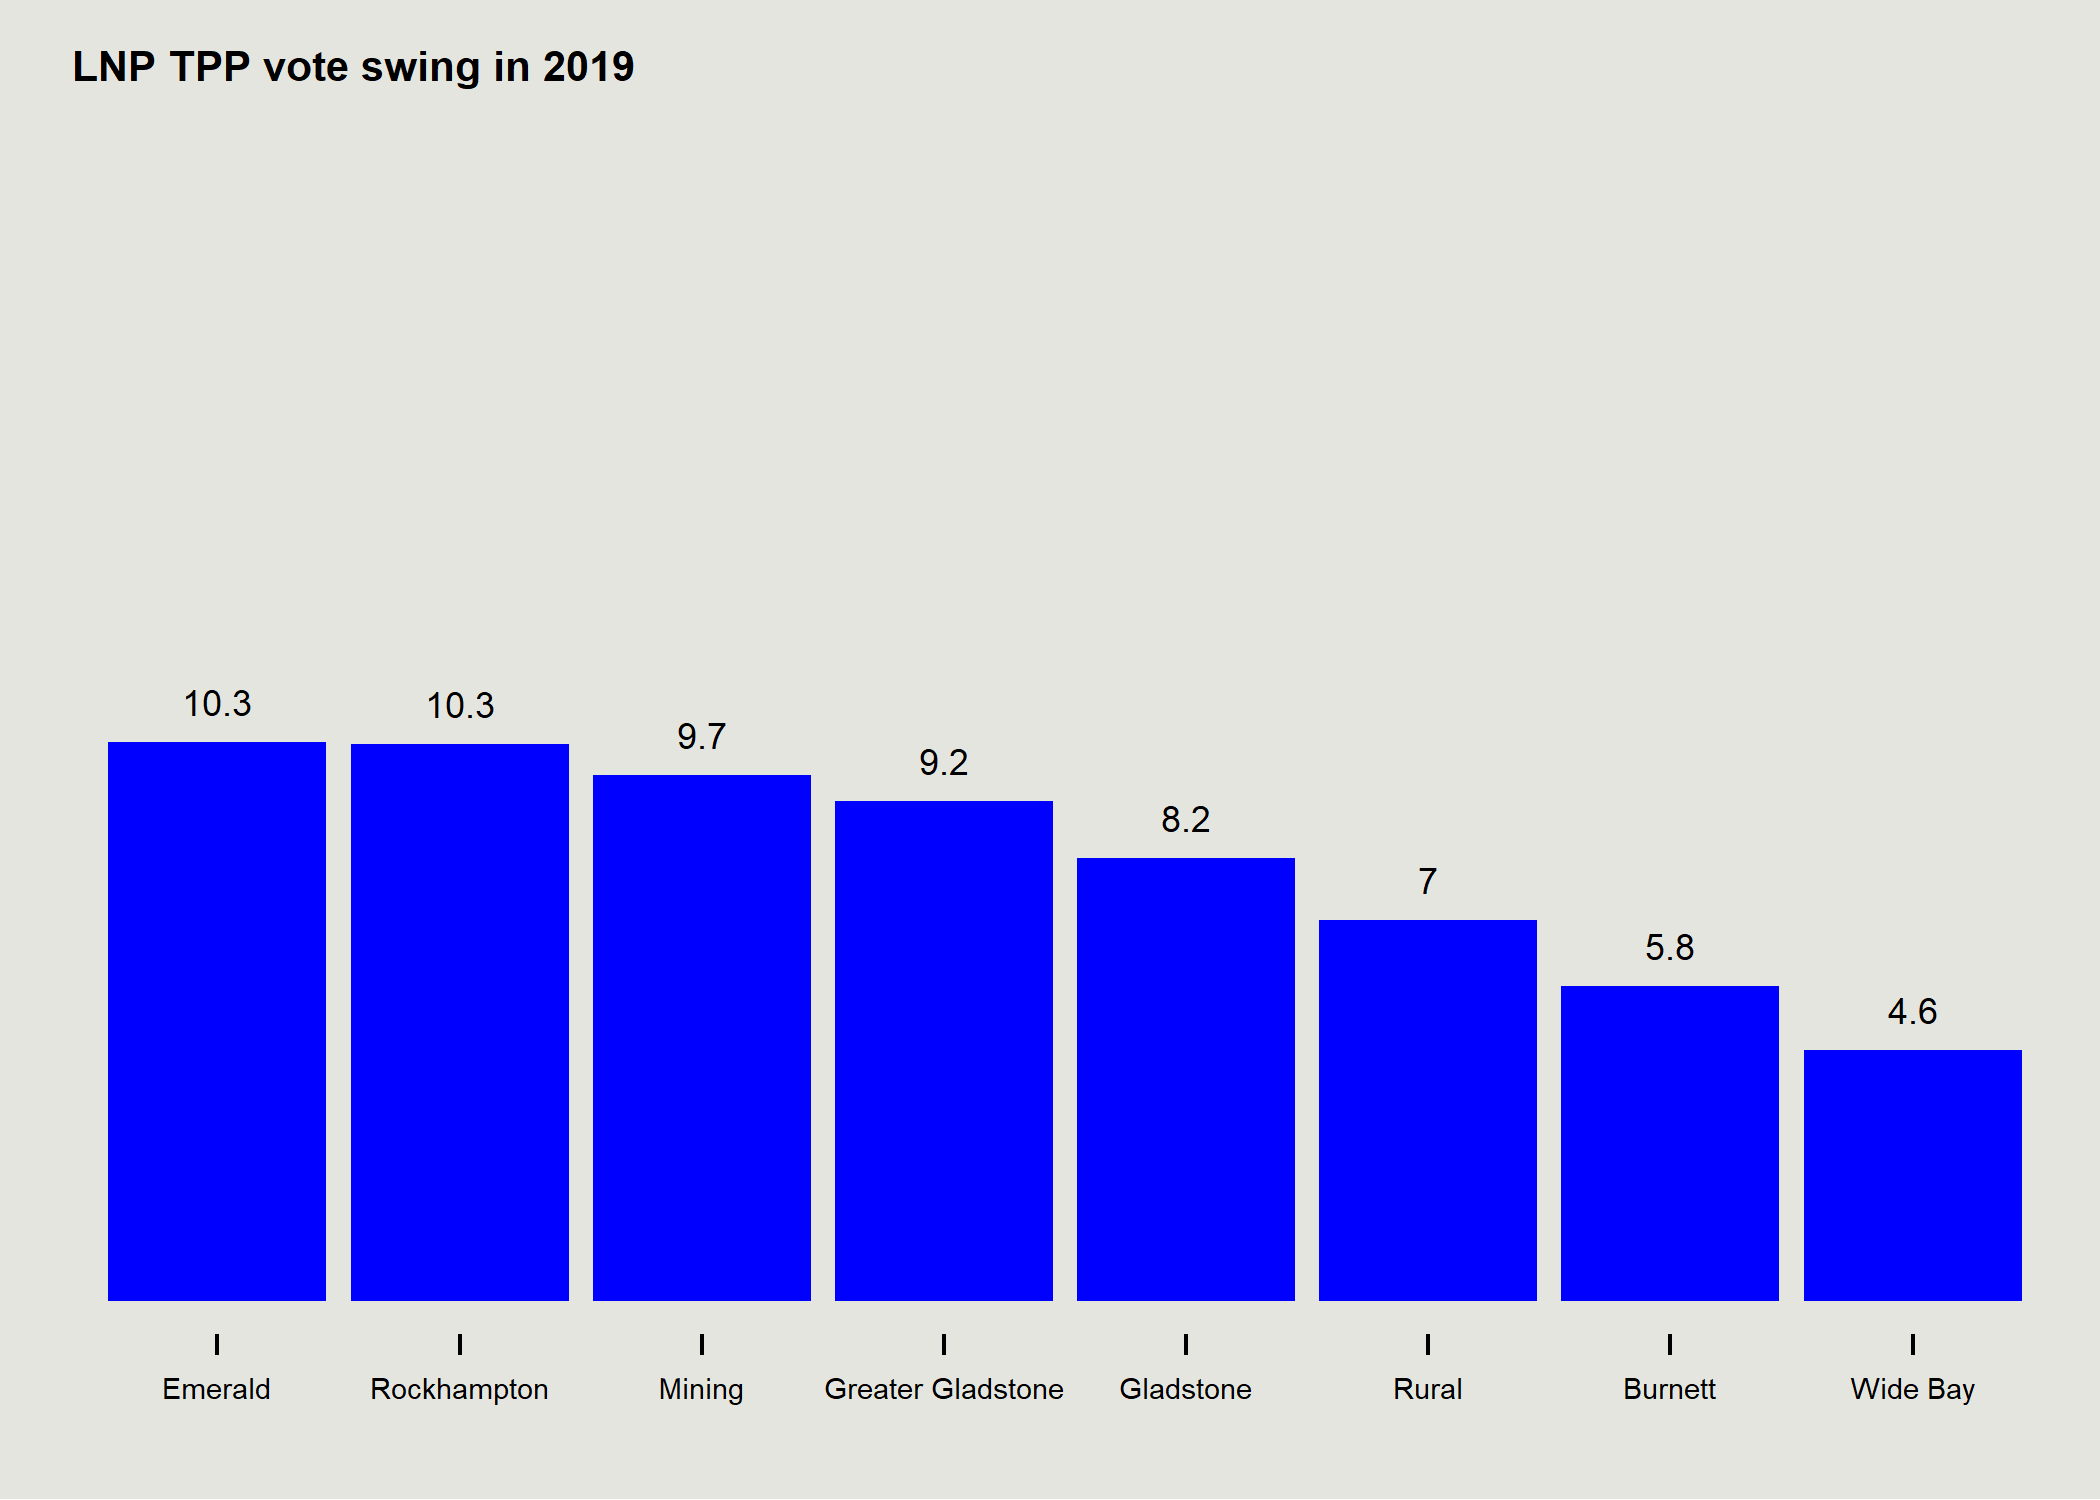 LNP TPP vote swing in 2019
10.3
10.3
9.7
9.2
8.2
7
5.8
4.6
Emerald
Rockhampton
Mining
Greater Gladstone
Gladstone
Rural
Burnett
Wide Bay